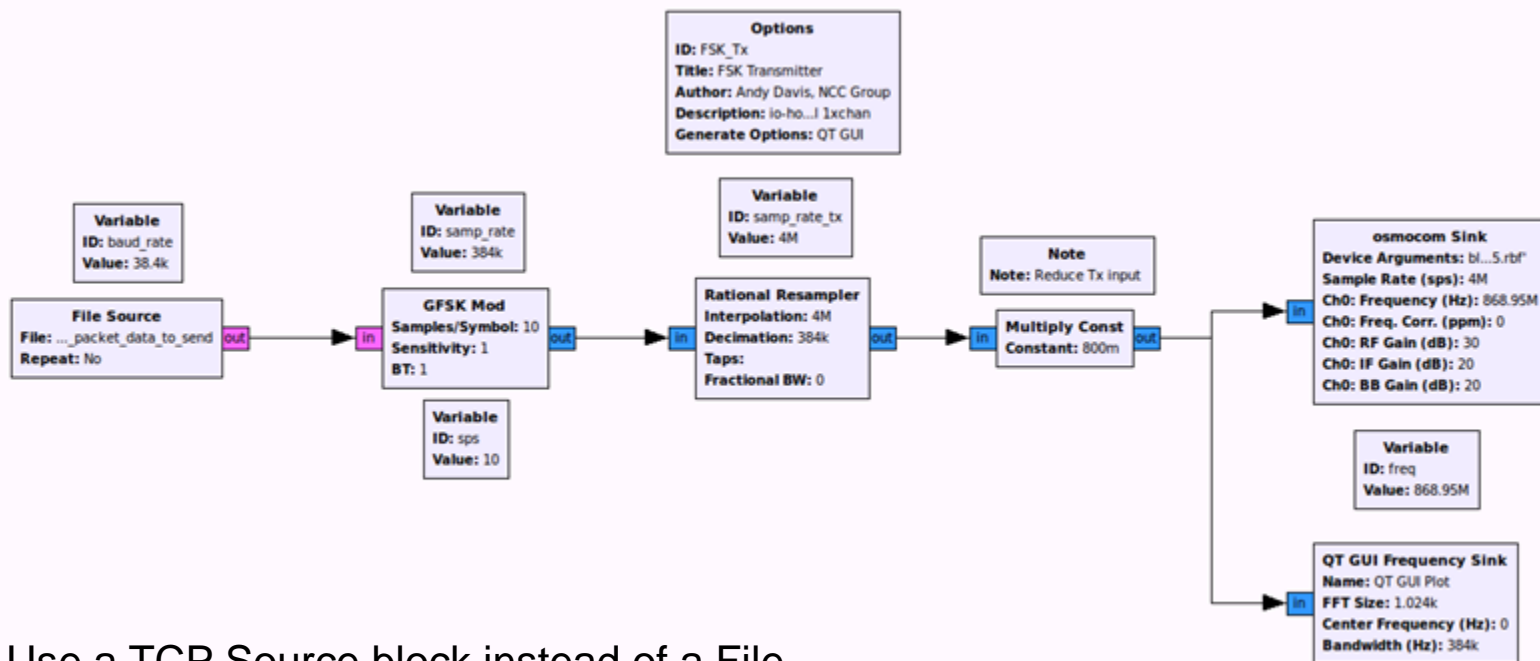 Options
ID: FSK_Tx
Title: FSK Transmitter
Author: Andy Davis, NCC Group
Description: io-ho...l 1xchan
Generate Options: QT GUI
Variable
ID: baud_rate
Value: 38.4k
Variable
ID: samp_rate
Value: 384k
Variable
ID: samp_rate_tx
Value: 4M
Note
Note: Reduce Tx input
File Source
File: ..._packet_data_to_send
Repeat: No
out
in
GFSK Mod
Samples/Symbol: 10
Sensitivity: 1
BT: 1
out
Variable
ID: sps
Value: 10
in
Rational Resampler
Interpolation: 4M
Decimation: 384k
Taps:
Fractional BW: 0
out
in
Multiply Const
Constant: 800m
out
in
osmocom Sink
Device Arguments: bl...5.rbf"
Sample Rate (sps): 4M
Ch0: Frequency (Hz): 868.95M
Ch0: Freq. Corr. (ppm): 0
Ch0: RF Gain (dB): 30
Ch0: IF Gain (dB): 20
Ch0: BB Gain (dB): 20
Variable
ID: freq
Value: 868.95M
in
QT GUI Frequency Sink
Name: QT GUI Plot
FFT Size: 1.024k
Center Frequency (Hz): 0
Bandwidth (Hz): 384k
Use a TCP Source block instead of a File